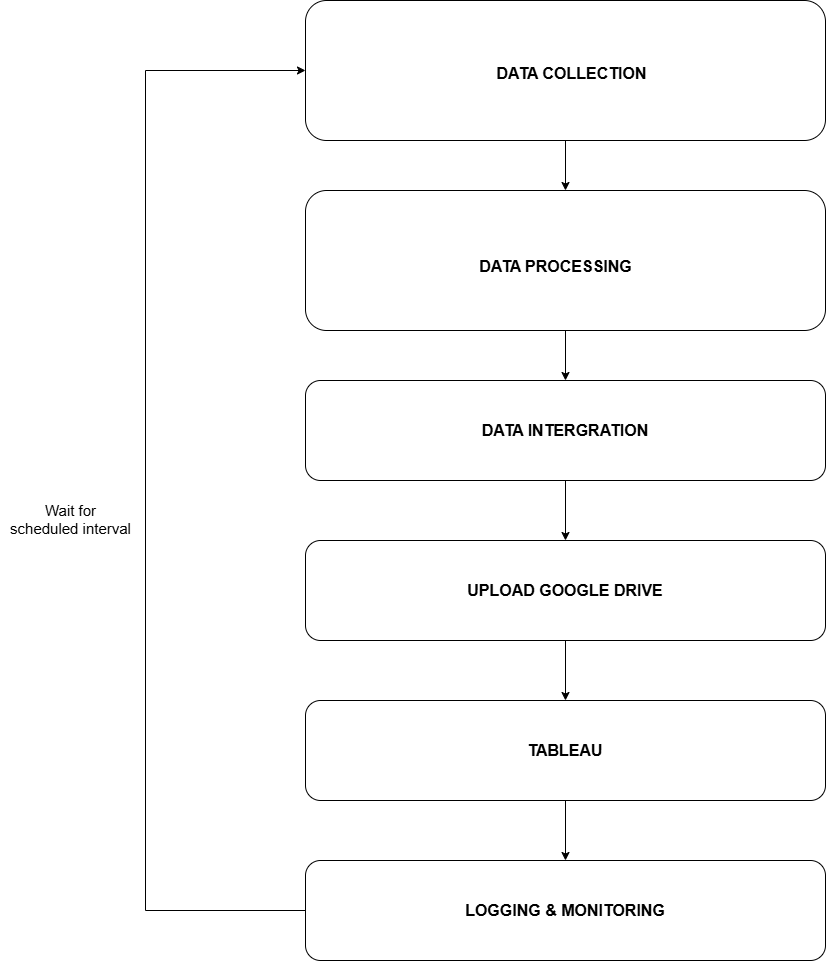 DATA COLLECTION
DATA PROCESSING
DATA INTERGRATION
Wait for
scheduled interval
UPLOAD GOOGLE DRIVE
TABLEAU
LOGGING & MONITORING